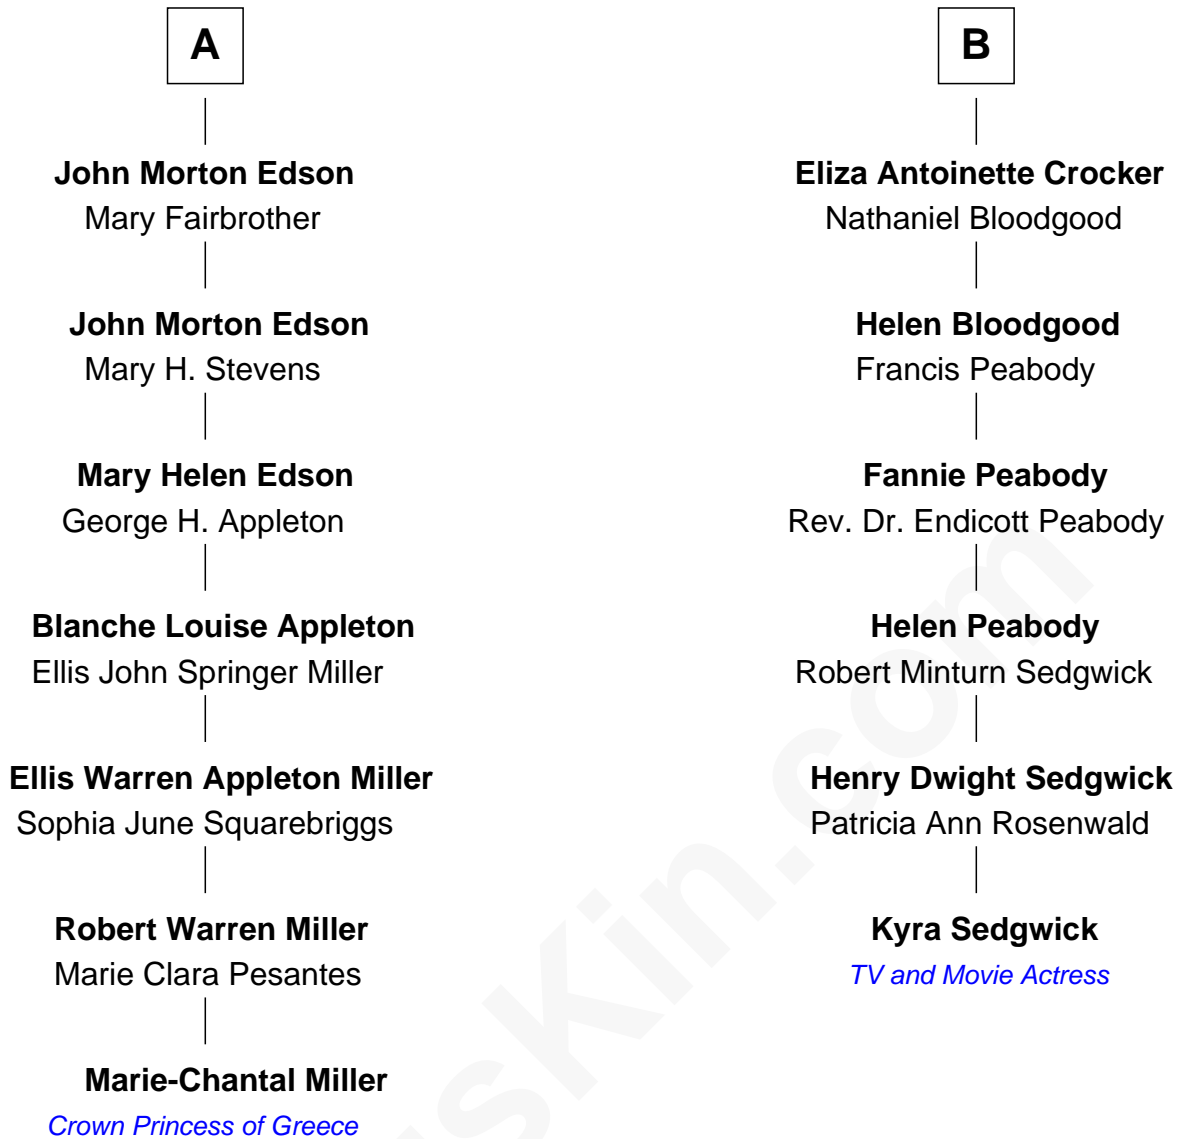 A
John Morton Edson
Mary Fairbrother
John Morton Edson
Mary H. Stevens
Mary Helen Edson
George H. Appleton
Blanche Louise Appleton
Ellis John Springer Miller
Ellis Warren Appleton Miller
Sophia June Squarebriggs
Robert Warren Miller
Marie Clara Pesantes
Marie-Chantal Miller
Crown Princess of Greece
B
Eliza Antoinette Crocker
Nathaniel Bloodgood
Helen Bloodgood
Francis Peabody
Fannie Peabody
Rev. Dr. Endicott Peabody
Helen Peabody
Robert Minturn Sedgwick
Henry Dwight Sedgwick
Patricia Ann Rosenwald
Kyra Sedgwick
TV and Movie Actress
sKin.com